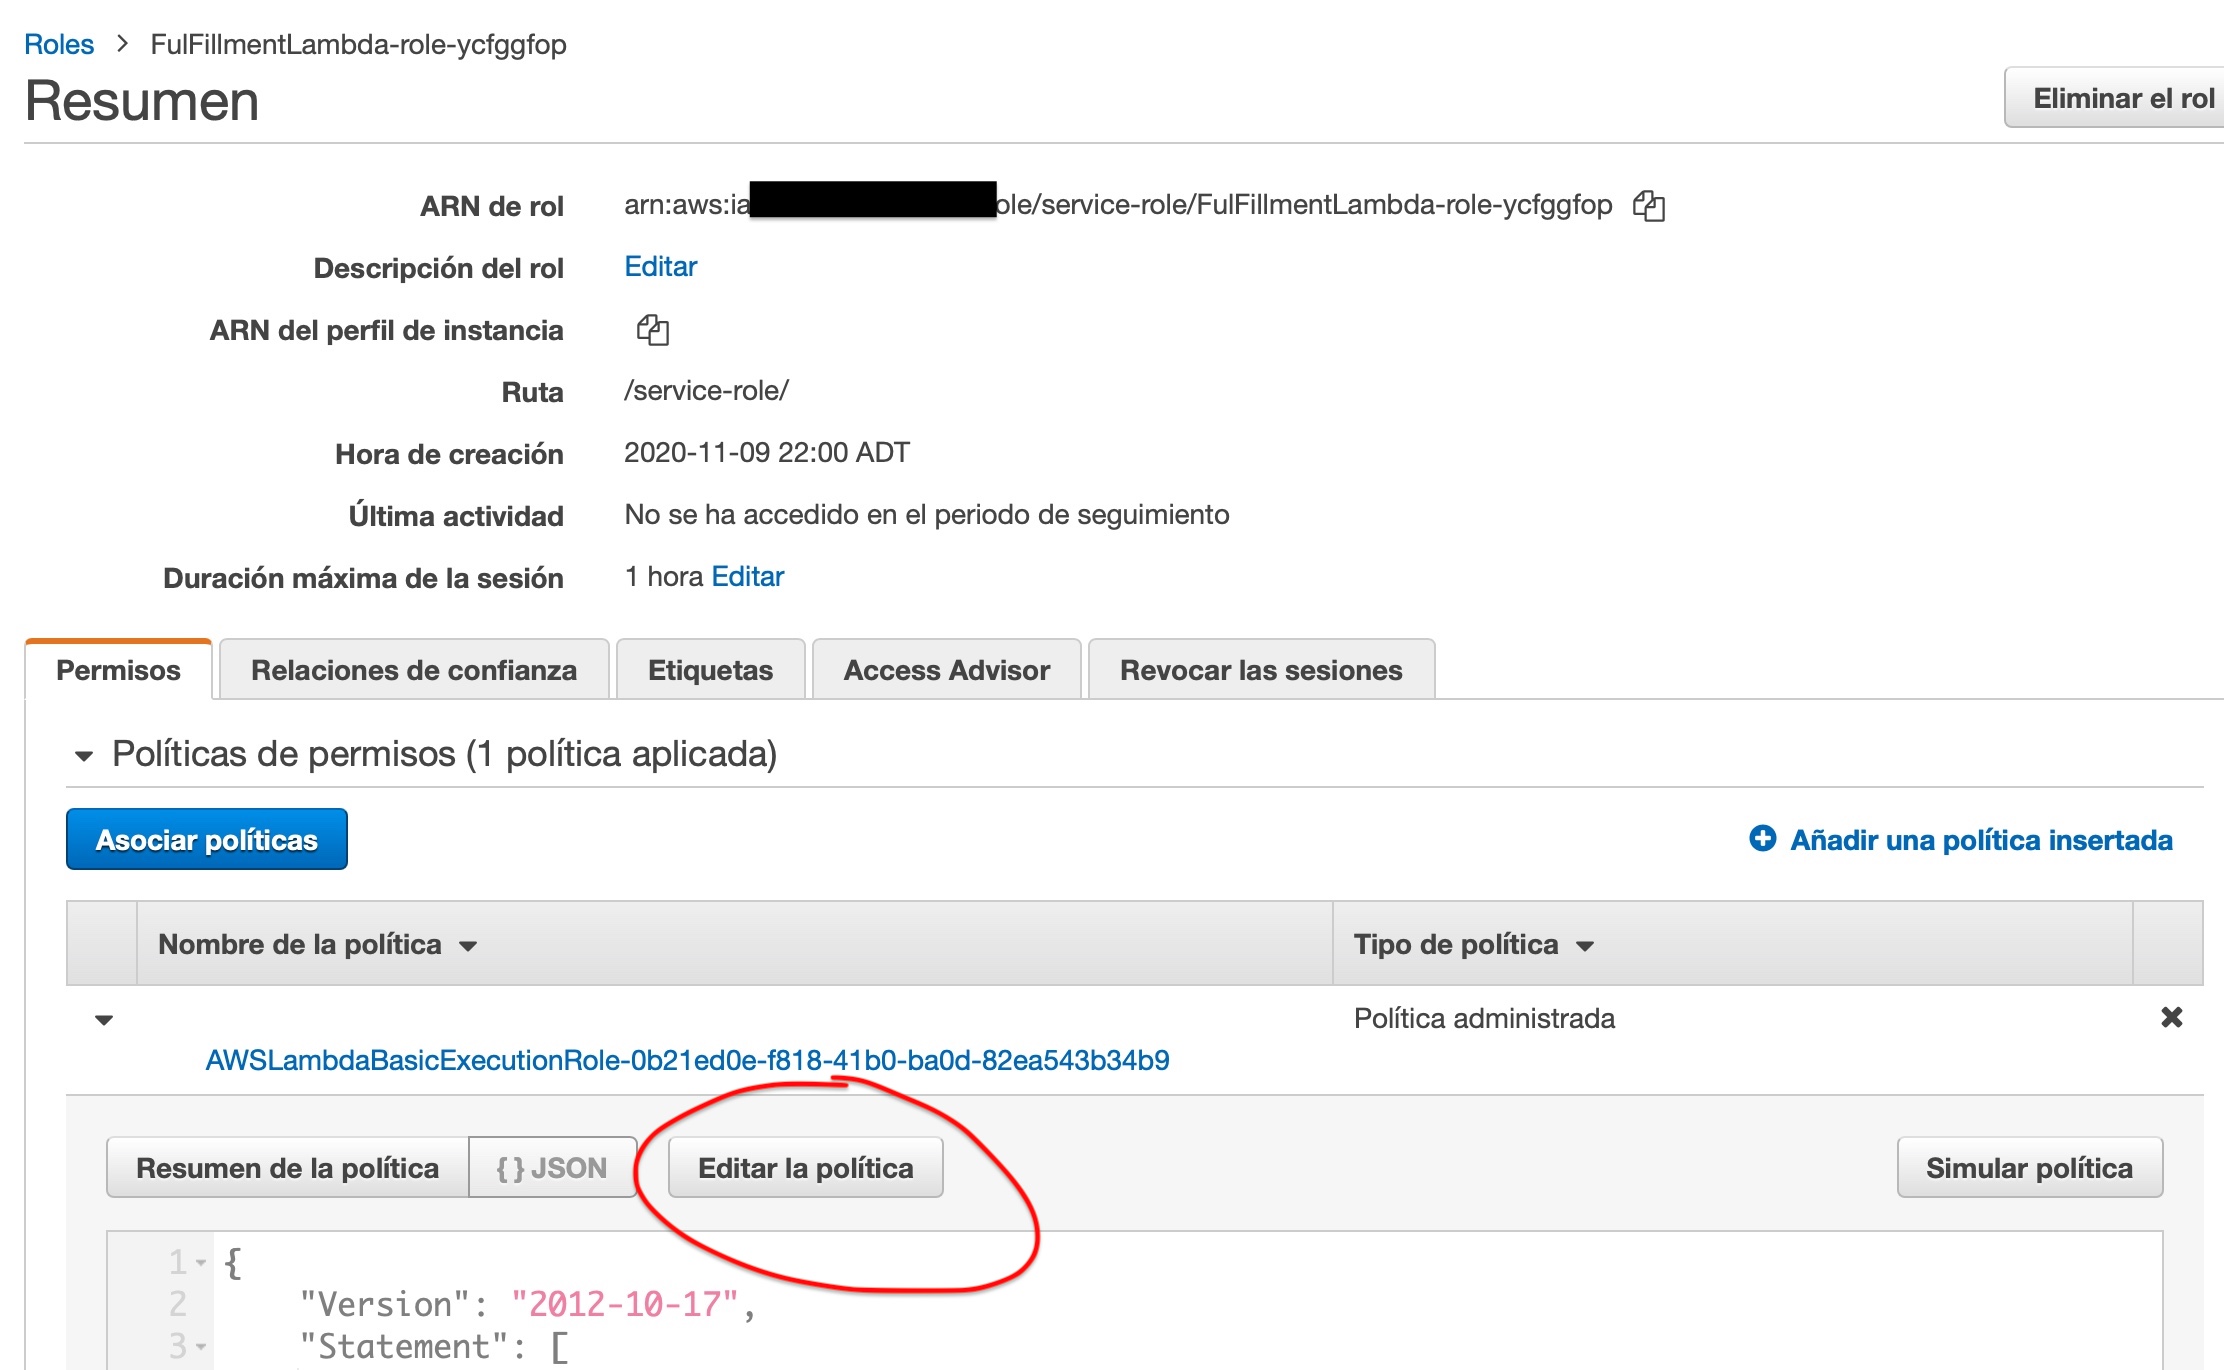 Roles > FulFillmentLambda-role-ycfggfop
Resumen
Eliminar el rol
ARN de rol arn:aws:ia ole/service-role/FulFillmentLambda-role-ycfggfop
Descripción del rol Editar
ARN del perfil de instancia
Ruta /service-role/
Hora de creación 2020-11-09 22:00 ADT
Última actividad No se ha accedido en el periodo de seguimiento
Duración máxima de la sesión 1 hora Editar
Permisos Relaciones de confianza Etiquetas Access Advisor Revocar las sesiones
Políticas de permisos (1 política aplicada)
Asociar políticas Añadir una política insertada
Nombre de la política Tipo de política
Política administrada
AWSLambdaBasicExecutionRole-0b21ed0e-f818-41b0-ba0d-82ea543b34b9
Resumen de la política { } JSON Editar la política Simular política
1 {
2 "Version": "2012-10-17",
3 "Statement": [